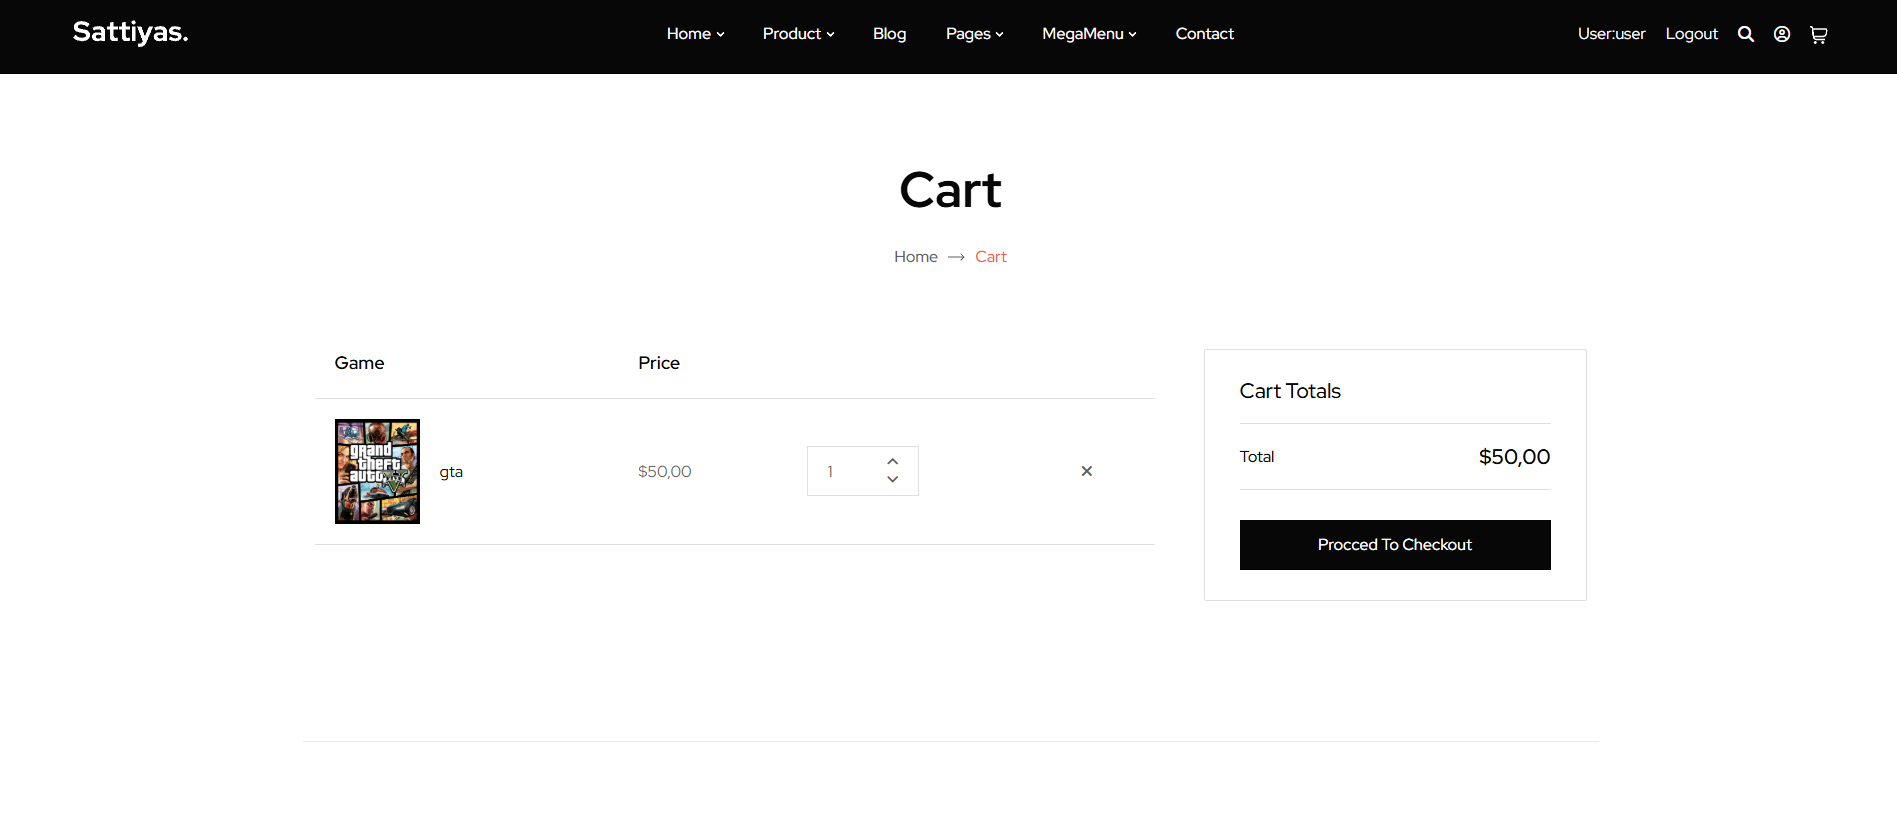 Sattiyas.
Home Product Blog Pages MegaMenu Contact
User:user Logout
Cart
Home → Cart
Game Price
grand
theft
auto
V
gta
$50,00
1
Cart Totals
Total $50,00
Procced To Checkout